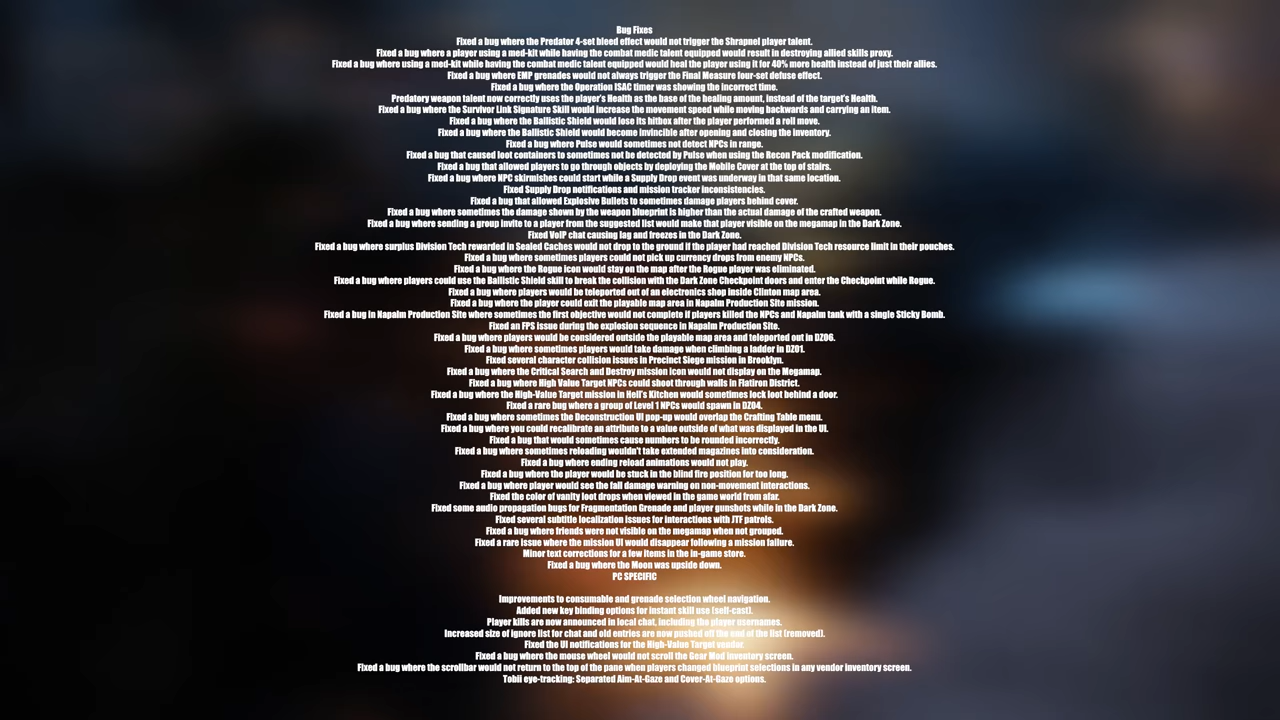 Bug Fixes
Fixed a bug where the Predator 4-set bleed effect would not trigger the Shrapnel player talent.
Fixed a bug where a player using a med-kit while having the combat medic talent equipped would result in destroying allied skills proxy.
Fixed a bug where using a med-kit while having the combat medic talent equipped would heal the player using it for 40% more health instead of just their allies.
Fixed a bug where EMP grenades would not always trigger the Final Measure four-set defuse effect.
Fixed a bug where the Operation ISAC timer was showing the incorrect time.
Predatory weapon talent now correctly uses the player's Health as the base of the healing amount, instead of the target's Health.
Fixed a bug where the Survivor Link Signature Skill would increase the movement speed while moving backwards and carrying an item.
Fixed a bug where the Ballistic Shield would lose its hitbox after the player performed a roll move.
Fixed a bug where the Ballistic Shield would become invincible after opening and closing the inventory.
Fixed a bug where Pulse would sometimes not detect NPCs in range.
Fixed a bug that caused loot containers to sometimes not be detected by Pulse when using the Recon Pack modification.
Fixed a bug that allowed players to go through objects by deploying the Mobile Cover at the top of stairs.
Fixed a bug where NPC skirmishes could start while a Supply Drop event was underway in that same location.
Fixed Supply Drop notifications and mission tracker inconsistencies.
Fixed a bug that allowed Explosive Bullets to sometimes damage players behind cover.
Fixed a bug where sometimes the damage shown by the weapon blueprint is higher than the actual damage of the crafted weapon.
Fixed a bug where sending a group invite to a player from the suggested list would make that player visible on the megamap in the Dark Zone.
Fixed VoIP chat causing lag and freezes in the Dark Zone.
Fixed a bug where surplus Division Tech rewarded in Sealed Caches would not drop to the ground if the player had reached Division Tech resource limit in their pouches.
Fixed a bug where sometimes players could not pick up currency drops from enemy NPCs.
Fixed a bug where the Rogue icon would stay on the map after the Rogue player was eliminated.
Fixed a bug where players could use the Ballistic Shield skill to break the collision with the Dark Zone Checkpoint doors and enter the Checkpoint while Rogue.
Fixed a bug where players would be teleported out of an electronics shop inside Clinton map area.
Fixed a bug where the player could exit the playable map area in Napalm Production Site mission.
Fixed a bug in Napalm Production Site where sometimes the first objective would not complete if players killed the NPCs and Napalm tank with a single Sticky Bomb.
Fixed an FPS issue during the explosion sequence in Napalm Production Site.
Fixed a bug where players would be considered outside the playable map area and teleported out in DZ06.
Fixed a bug where sometimes players would take damage when climbing a ladder in DZ01.
Fixed several character collision issues in Precinct Siege mission in Brooklyn.
Fixed a bug where the Critical Search and Destroy mission icon would not display on the Megamap.
Fixed a bug where High Value Target NPCs could shoot through walls in Flatiron District.
Fixed a bug where the High-Value Target mission in Hell's Kitchen would sometimes lock loot behind a door.
Fixed a rare bug where a group of Level 1 NPCs would spawn in DZ04.
Fixed a bug where sometimes the Deconstruction UI pop-up would overlap the Crafting Table menu.
Fixed a bug where you could recalibrate an attribute to a value outside of what was displayed in the UI.
Fixed a bug that would sometimes cause numbers to be rounded incorrectly.
Fixed a bug where sometimes reloading wouldn't take extended magazines into consideration.
Fixed a bug where ending reload animations would not play.
Fixed a bug where the player would be stuck in the blind fire position for too long.
Fixed a bug where player would see the fall damage warning on non-movement interactions.
Fixed the color of vanity loot drops when viewed in the game world from afar.
Fixed some audio propagation bugs for Fragmentation Grenade and player gunshots while in the Dark Zone.
Fixed several subtitle localization issues for interactions with JTF patrols.
Fixed a bug where friends were not visible on the megamap when not grouped.
Fixed a rare issue where the mission UI would disappear following a mission failure.
Minor text corrections for a few items in the in-game store.
Fixed a bug where the Moon was upside down.
PC SPECIFIC
Improvements to consumable and grenade selection wheel navigation.
Added new key binding options for instant skill use (self-cast).
Player kills are now announced in local chat, including the player usernames.
Increased size of ignore list for chat and old entries are now pushed off the end of the list (removed).
Fixed the UI notifications for the High-Value Target vendor.
Fixed a bug where the mouse wheel would not scroll the Gear Mod inventory screen.
Fixed a bug where the scrollbar would not return to the top of the pane when players changed blueprint selections in any vendor inventory screen.
Tobii eye-tracking: Separated Aim-At-Gaze and Cover-At-Gaze options.